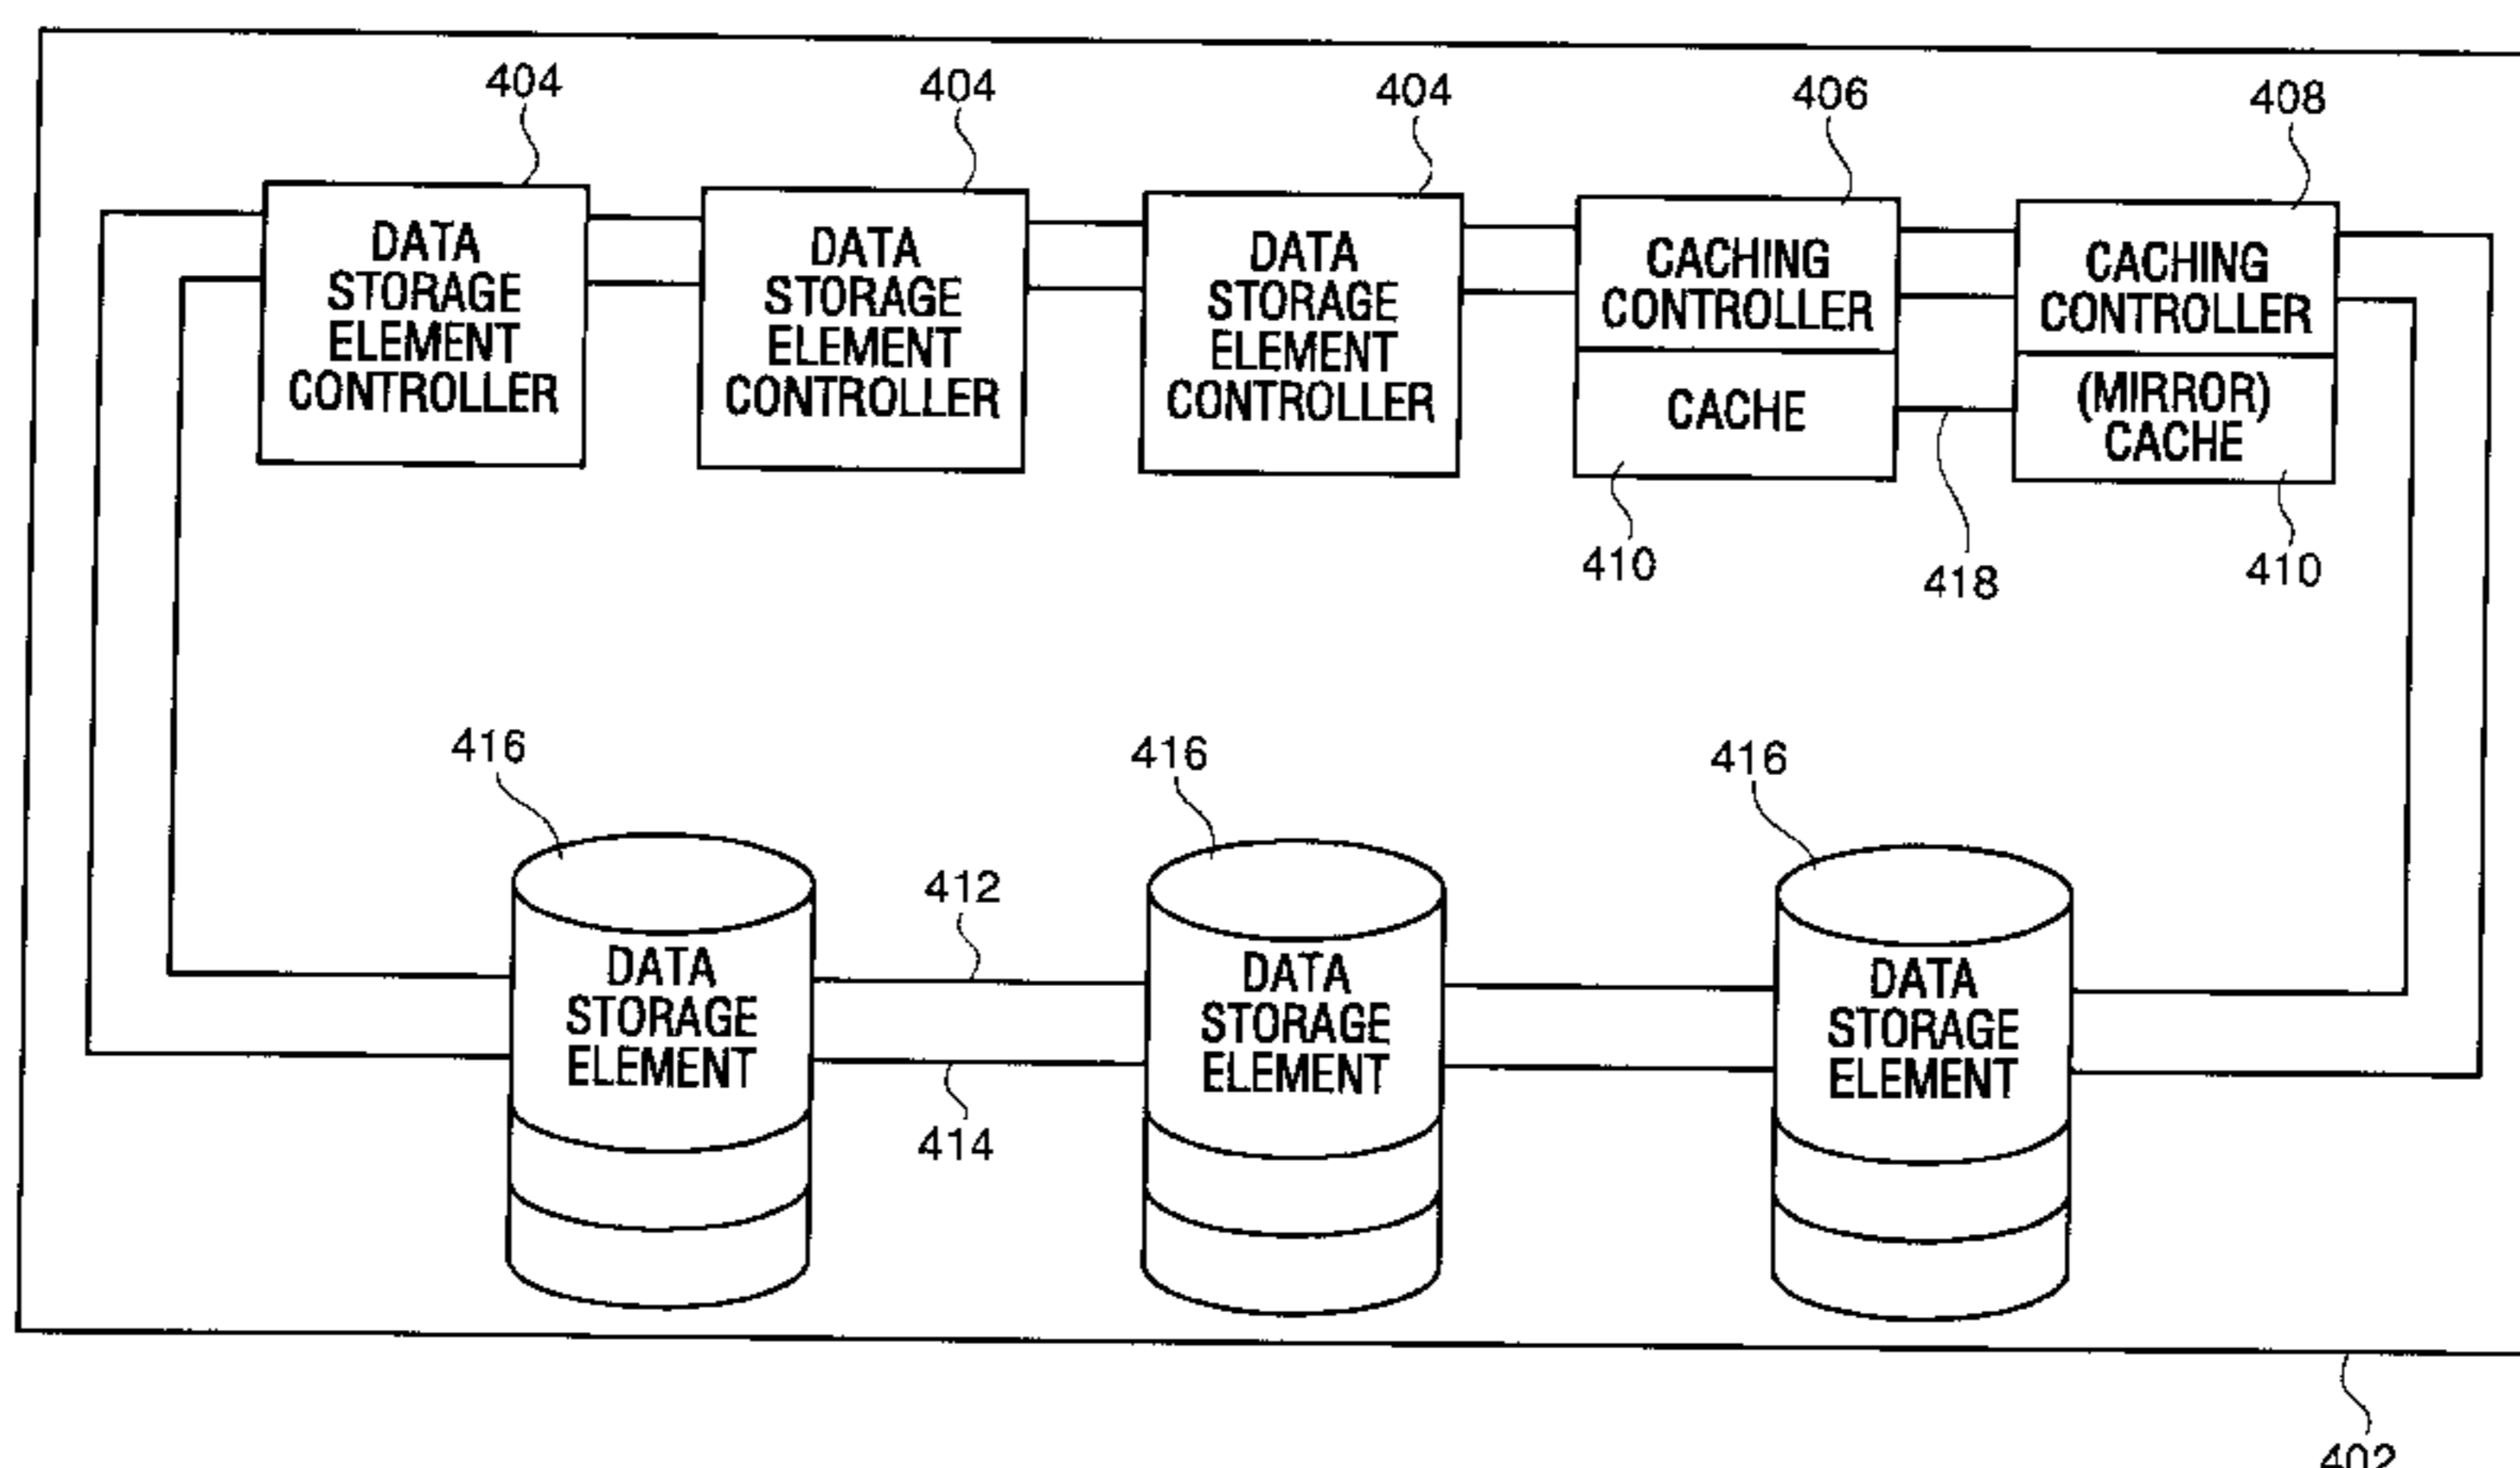 404
404
404
406
408
DATA
STORAGE
ELEMENT
CONTROLLER
DATA
STORAGE
ELEMENT
CONTROLLER
DATA
STORAGE
ELEMENT
CONTROLLER
CACHING
CONTROLLER
CACHE
CACHING
CONTROLLER
(MIRROR)
CACHE
410
418
410
416
416
416
412
DATA
STORAGE
ELEMENT
DATA
STORAGE
ELEMENT
DATA
STORAGE
ELEMENT
414
402